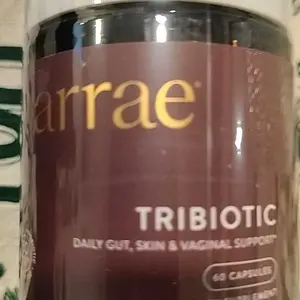 arrae
TRIBIOTIC
DAILY GUT, SKIN & VAGINAL SUPPORT*
60 CAPSULES